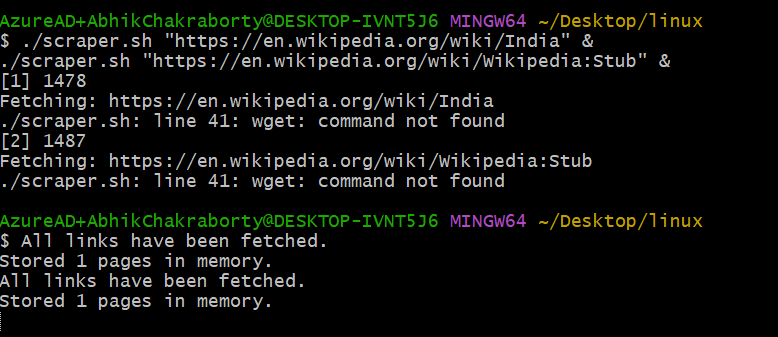 AzureAD+AbhikChakraborty@DESKTOP-IVNT5J6 MINGW64 ~/Desktop/linux
$ ./scraper.sh "https://en.wikipedia.org/wiki/India" &
./scraper.sh "https://en.wikipedia.org/wiki/Wikipedia:Stub" &
[1] 1478
Fetching: https://en.wikipedia.org/wiki/India
./scraper.sh: line 41: wget: command not found
[2] 1487
Fetching: https://en.wikipedia.org/wiki/Wikipedia:Stub
./scraper.sh: line 41: wget: command not found
AzureAD+AbhikChakraborty@DESKTOP-IVNT5J6 MINGW64 ~/Desktop/linux
$ All links have been fetched.
Stored 1 pages in memory.
All links have been fetched.
Stored 1 pages in memory.